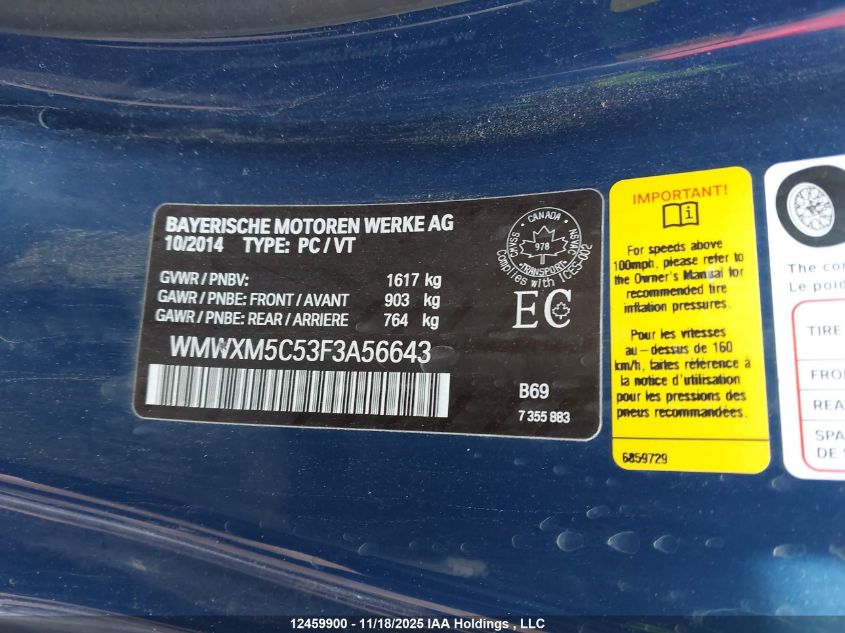 BAYERISCHE MOTOREN WERKE AG
10/2014 TYPE: PC / VT
GVWR / PNBV: 1617 kg
GAWR / PNBE: FRONT / AVANT 903 kg
GAWR / PNBE: REAR / ARRIERE 764 kg
WMWXM5C53F3A56643
B69
7 355 883
CANADA
CMVSS NSVAC
978
TRANSPORT
Complies with ICES-002
EC
IMPORTANT!
For speeds above
100mph, please refer to
the Owner's Manual for
recommended tire
inflation pressures.
Pour les vitesses
au-dessus de 160
km/h, faites référence à
la notice d'utilisation
pour les pressions des
pneus recommandées.
6859729
The co
Le poid
TIRE
FRO
REA
SPA
DE
12459900 - 11/18/2025 - IAA Holdings , LLC